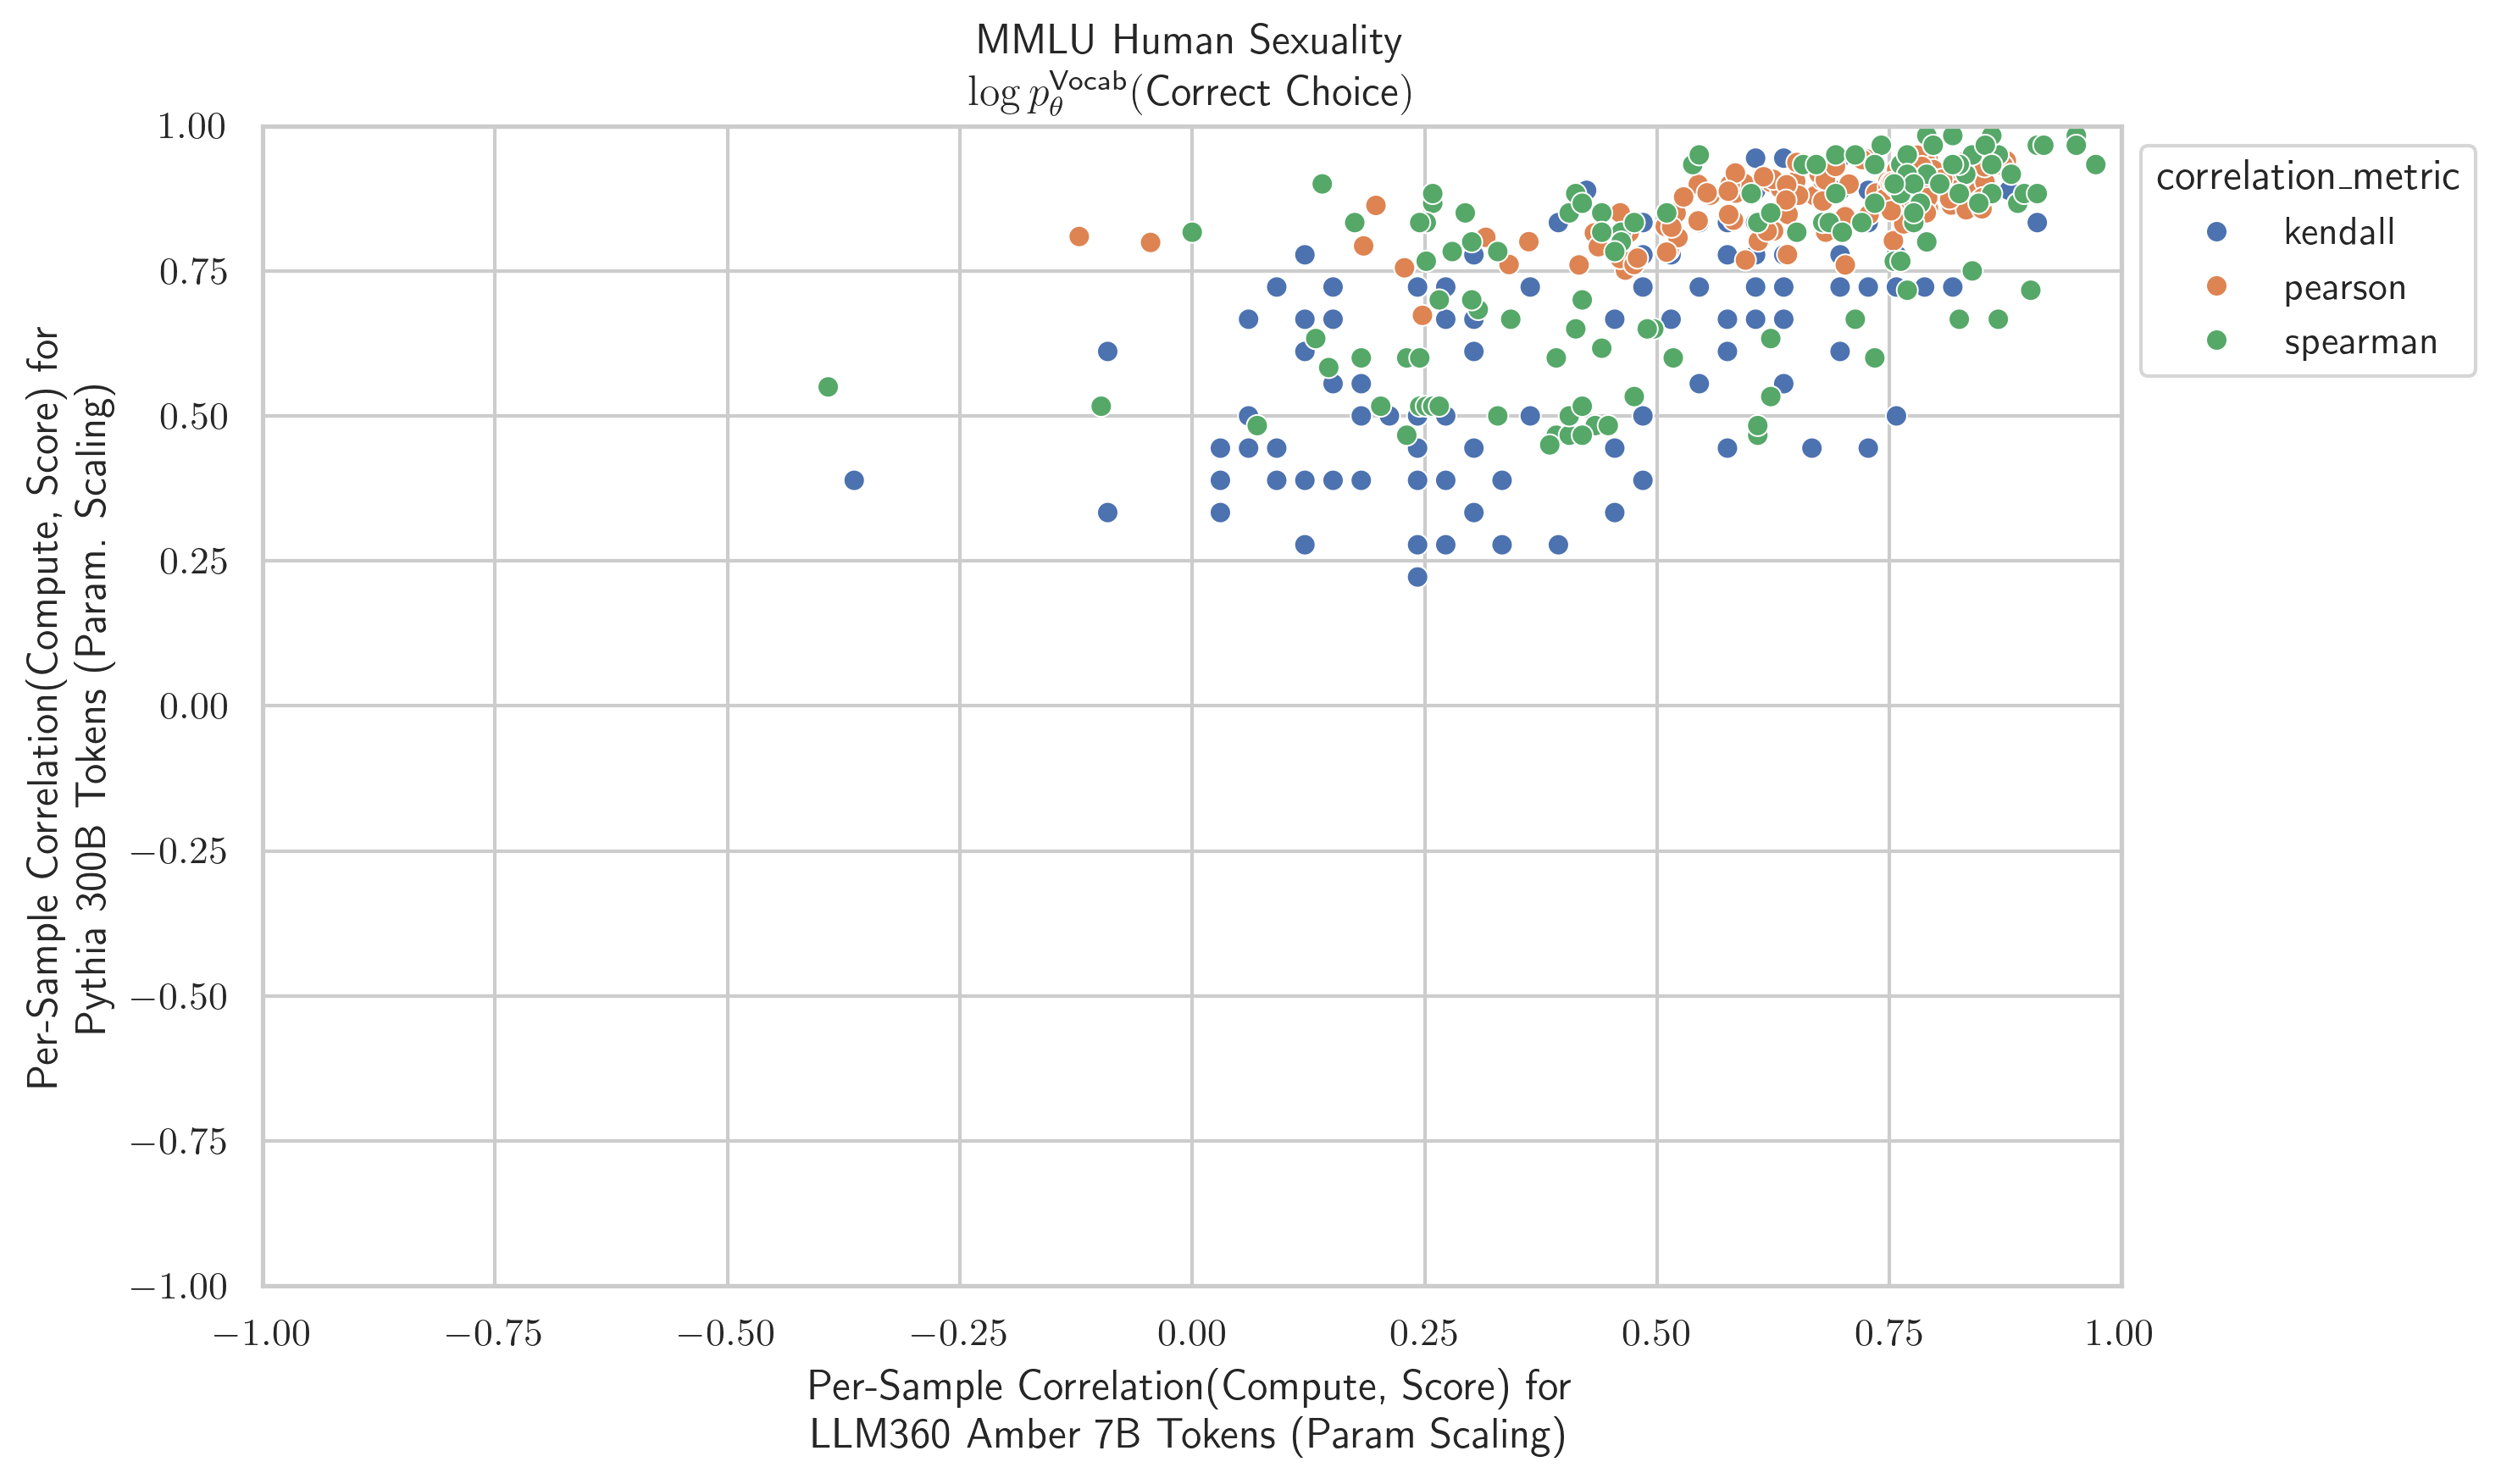 MMLU Human Sexuality
log p_θ^Vocab(Correct Choice)
1.00
0.75
0.50
0.25
0.00
−0.25
−0.50
−0.75
−1.00
Per-Sample Correlation(Compute, Score) for
Pythia 300B Tokens (Param. Scaling)
−1.00
−0.75
−0.50
−0.25
0.00
0.25
0.50
0.75
1.00
Per-Sample Correlation(Compute, Score) for
LLM360 Amber 7B Tokens (Param Scaling)
correlation_metric
kendall
pearson
spearman